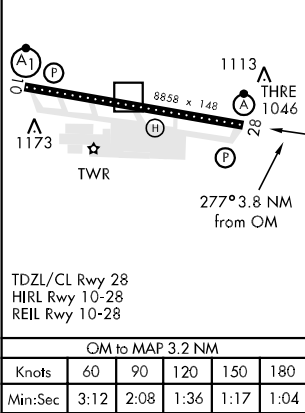 A1
P
1113
THRE
1046
10
8858 x 148
A
H
28
1173
P
TWR
277° 3.8 NM
from OM
TDZL/CL Rwy 28
HIRL Rwy 10-28
REIL Rwy 10-28
OM to MAP 3.2 NM
Knots 60 90 120 150 180
Min:Sec 3:12 2:08 1:36 1:17 1:04